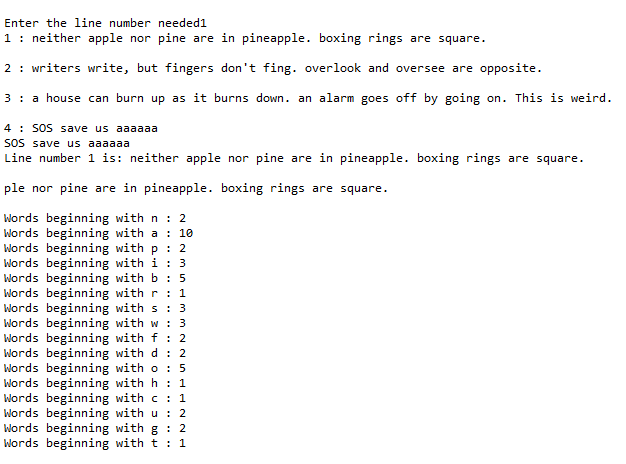 Enter the line number needed1
1 : neither apple nor pine are in pineapple. boxing rings are square.
2 : writers write, but fingers don't fing. overlook and oversee are opposite.
3 : a house can burn up as it burns down. an alarm goes off by going on. This is weird.
4 : SOS save us aaaaaa
SOS save us aaaaaa
Line number 1 is: neither apple nor pine are in pineapple. boxing rings are square.
ple nor pine are in pineapple. boxing rings are square.
Words beginning with n : 2
Words beginning with a : 10
Words beginning with p : 2
Words beginning with i : 3
Words beginning with b : 5
Words beginning with r : 1
Words beginning with s : 3
Words beginning with w : 3
Words beginning with f : 2
Words beginning with d : 2
Words beginning with o : 5
Words beginning with h : 1
Words beginning with c : 1
Words beginning with u : 2
Words beginning with g : 2
Words beginning with t : 1